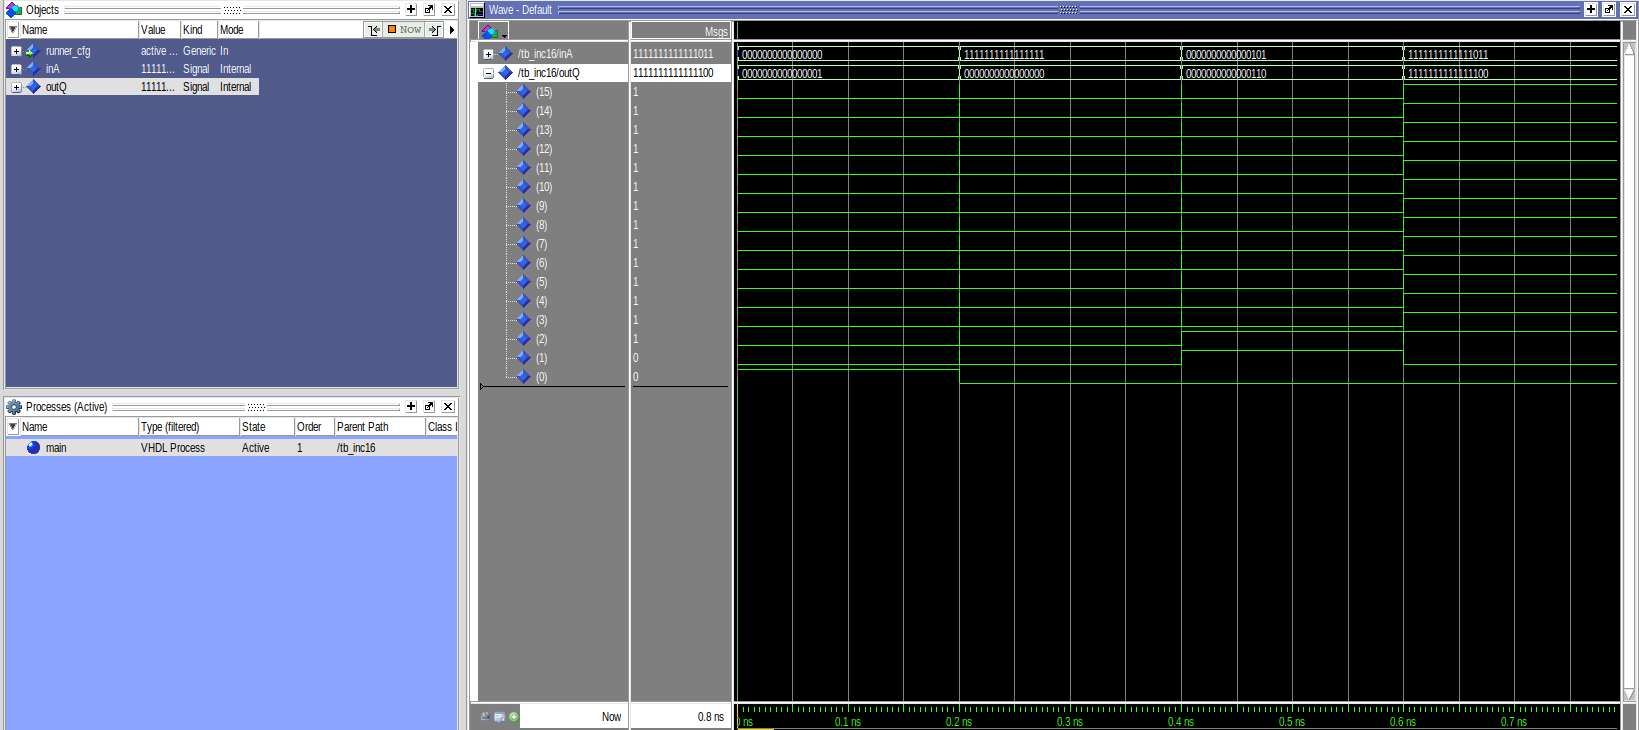 Objects
Name Value Kind Mode Now
runner_cfg active ... Generic In
inA 11111... Signal Internal
outQ 11111... Signal Internal
Processes (Active)
Name Type (filtered) State Order Parent Path Class I
main VHDL Process Active 1 /tb_inc16
Wave - Default
Msgs
/tb_inc16/inA 1111111111111011 0000000000000000 1111111111111111 0000000000000101 1111111111111011
/tb_inc16/outQ 1111111111111100 0000000000000001 0000000000000000 0000000000000110 1111111111111100
(15) 1
(14) 1
(13) 1
(12) 1
(11) 1
(10) 1
(9) 1
(8) 1
(7) 1
(6) 1
(5) 1
(4) 1
(3) 1
(2) 1
(1) 0
(0) 0
Now 0.8 ns ns 0.1 ns 0.2 ns 0.3 ns 0.4 ns 0.5 ns 0.6 ns 0.7 ns